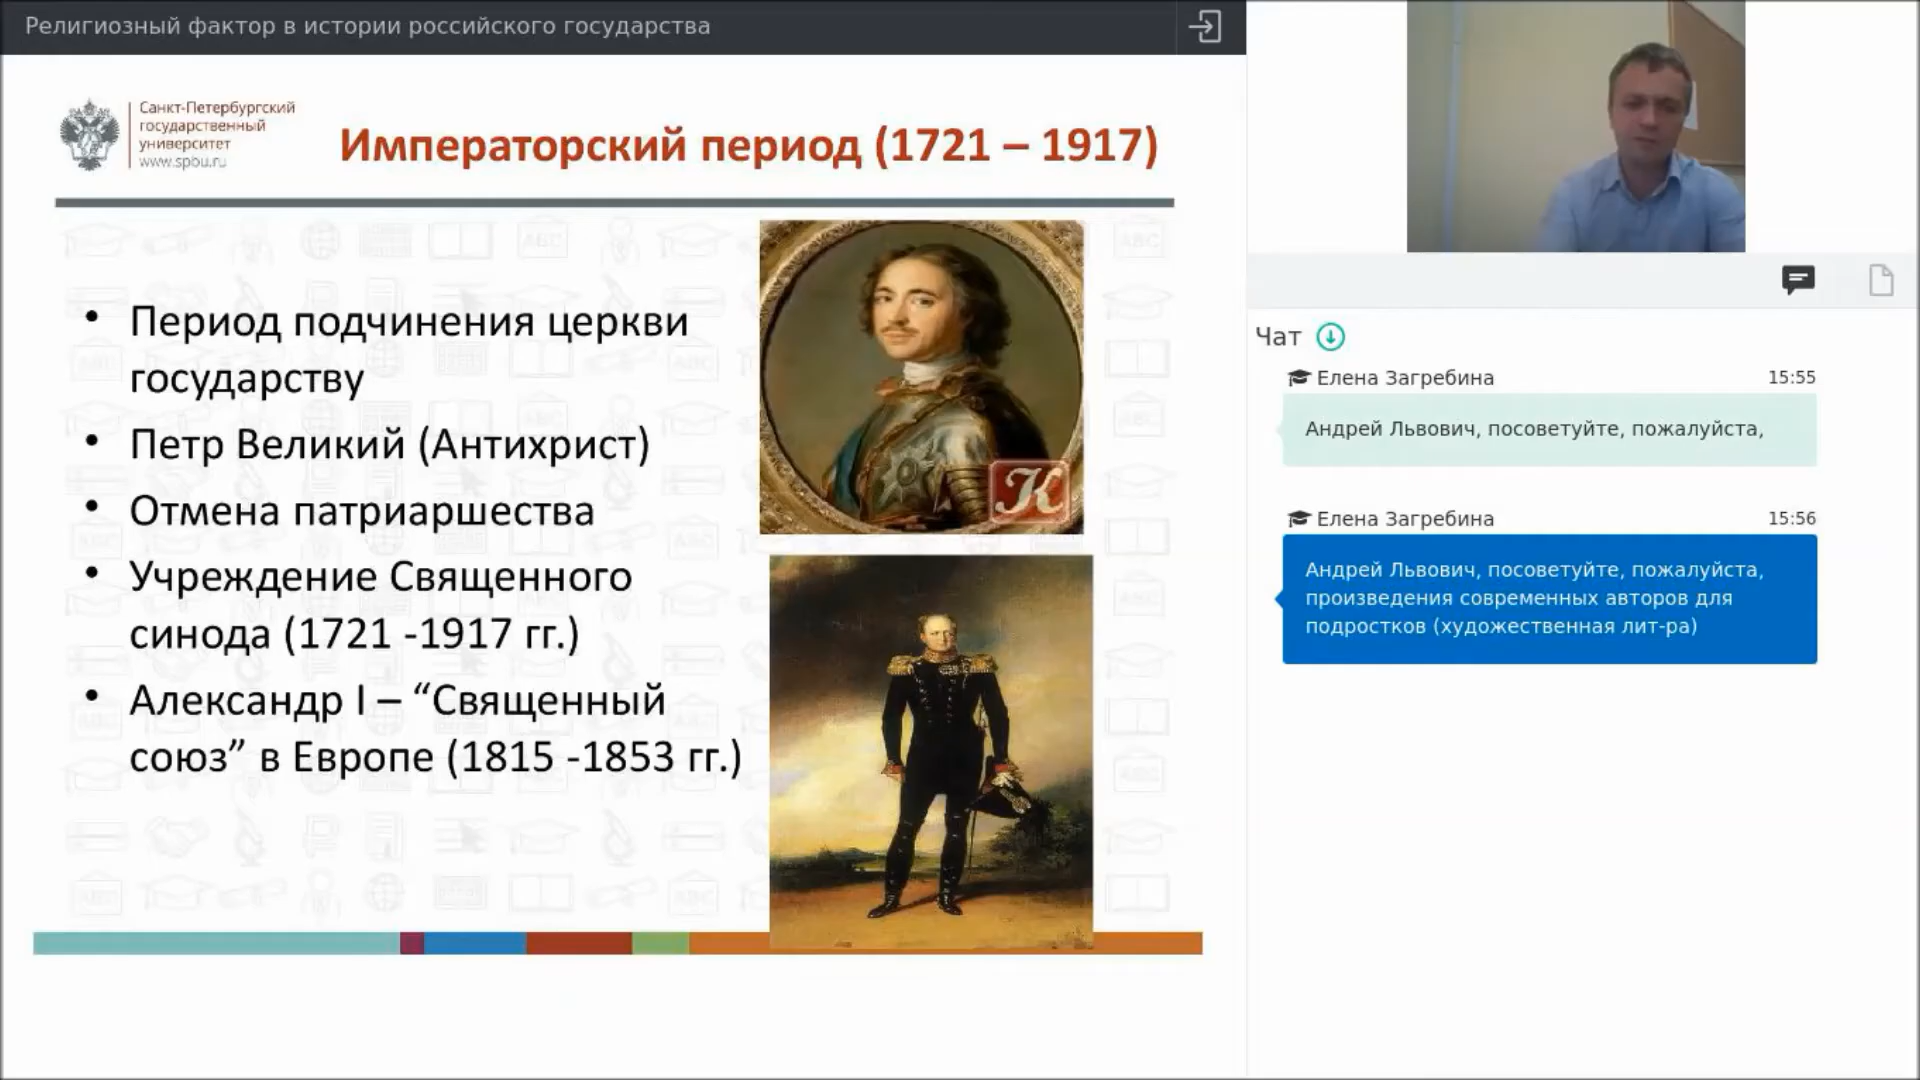 Религиозный фактор в истории российского государства
Санкт-Петербургский
государственный
университет
www.spbu.ru
Императорский период (1721 – 1917)
• Период подчинения церкви
государству
• Петр Великий (Антихрист)
• Отмена патриаршества
• Учреждение Священного
синода (1721 -1917 гг.)
• Александр I – “Священный
союз” в Европе (1815 -1853 гг.)
К
Чат
Елена Загребина 15:55
Андрей Львович, посоветуйте, пожалуйста,
Елена Загребина 15:56
Андрей Львович, посоветуйте, пожалуйста,
произведения современных авторов для
подростков (художественная лит-ра)